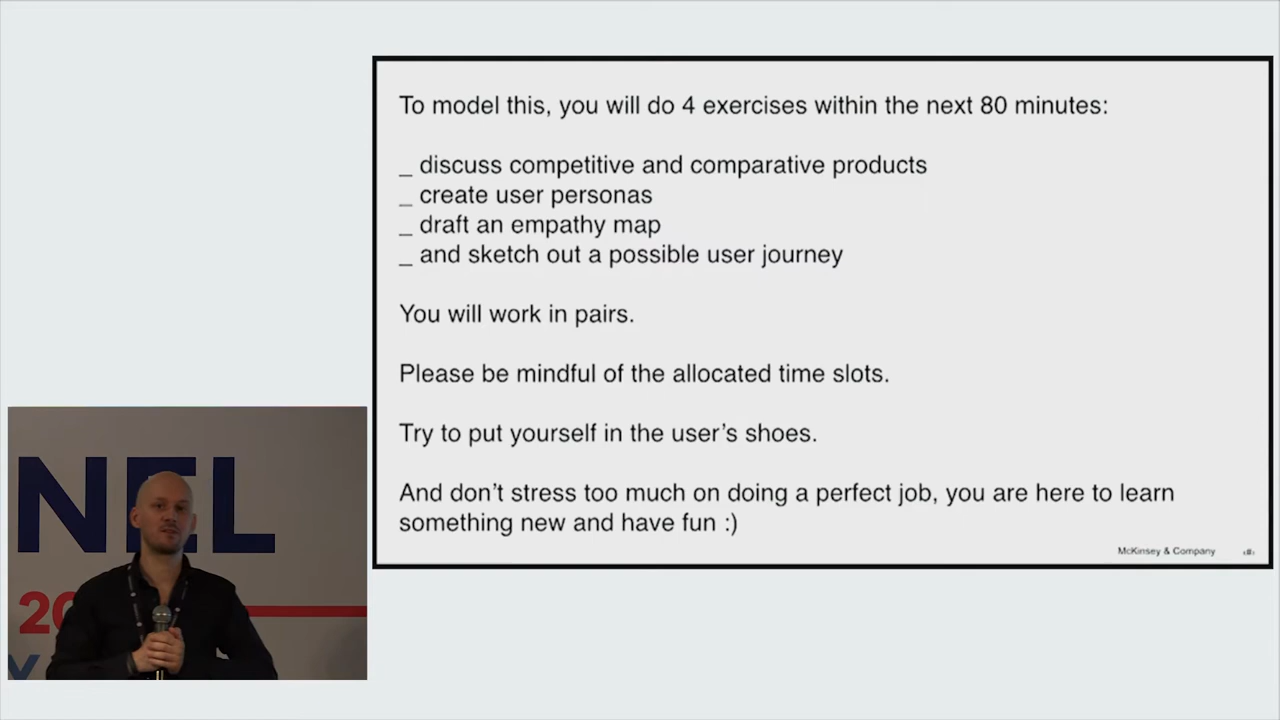 To model this, you will do 4 exercises within the next 80 minutes:
_ discuss competitive and comparative products
_ create user personas
_ draft an empathy map
_ and sketch out a possible user journey
You will work in pairs.
Please be mindful of the allocated time slots.
Try to put yourself in the user's shoes.
And don't stress too much on doing a perfect job, you are here to learn
something new and have fun :)
McKinsey & Company
NEL
20
Y